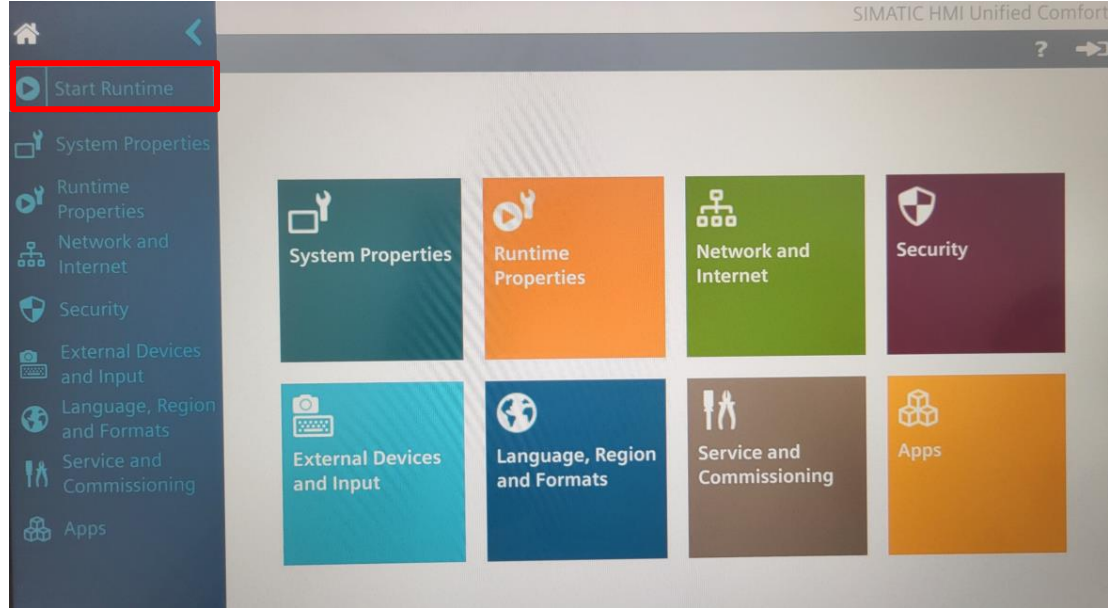 SIMATIC HMI Unified Comfort
?
Start Runtime
System Properties
Runtime
Properties
Network and
Internet
Security
External Devices
and Input
Language, Region
and Formats
Service and
Commissioning
Apps
System Properties
Runtime
Properties
Network and
Internet
Security
External Devices
and Input
Language, Region
and Formats
Service and
Commissioning
Apps